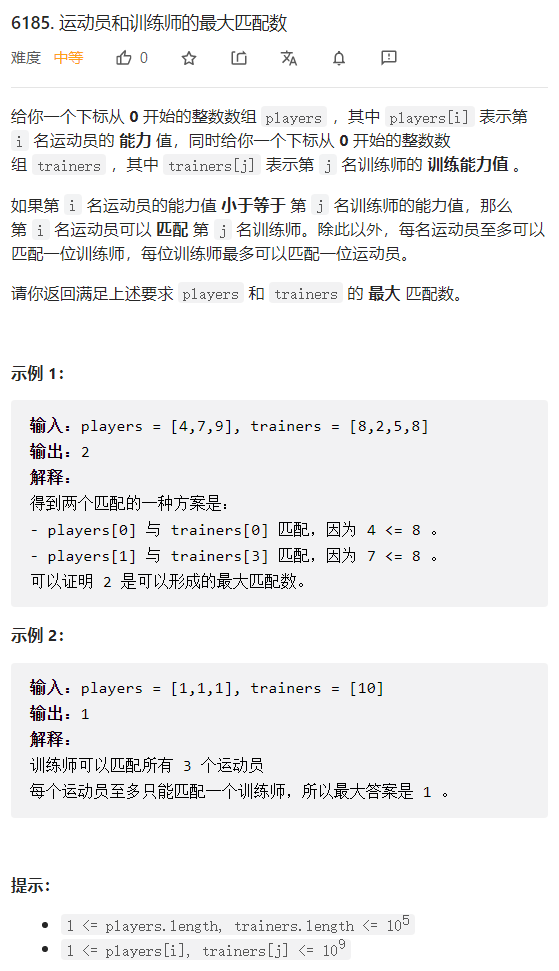 6185. 运动员和训练师的最大匹配数
难度 中等 0
给你一个下标从 0 开始的整数数组 players ，其中 players[i] 表示第
i 名运动员的 能力 值，同时给你一个下标从 0 开始的整数数
组 trainers ，其中 trainers[j] 表示第 j 名训练师的 训练能力值 。
如果第 i 名运动员的能力值 小于等于 第 j 名训练师的能力值，那么
第 i 名运动员可以 匹配 第 j 名训练师。除此以外，每名运动员至多可以
匹配一位训练师，每位训练师最多可以匹配一位运动员。
请你返回满足上述要求 players 和 trainers 的 最大 匹配数。
示例 1：
输入：players = [4,7,9], trainers = [8,2,5,8]
输出：2
解释：
得到两个匹配的一种方案是：
- players[0] 与 trainers[0] 匹配，因为 4 <= 8 。
- players[1] 与 trainers[3] 匹配，因为 7 <= 8 。
可以证明 2 是可以形成的最大匹配数。
示例 2：
输入：players = [1,1,1], trainers = [10]
输出：1
解释：
训练师可以匹配所有 3 个运动员
每个运动员至多只能匹配一个训练师，所以最大答案是 1 。
提示：
• 1 <= players.length, trainers.length <= 10⁵
• 1 <= players[i], trainers[j] <= 10⁹